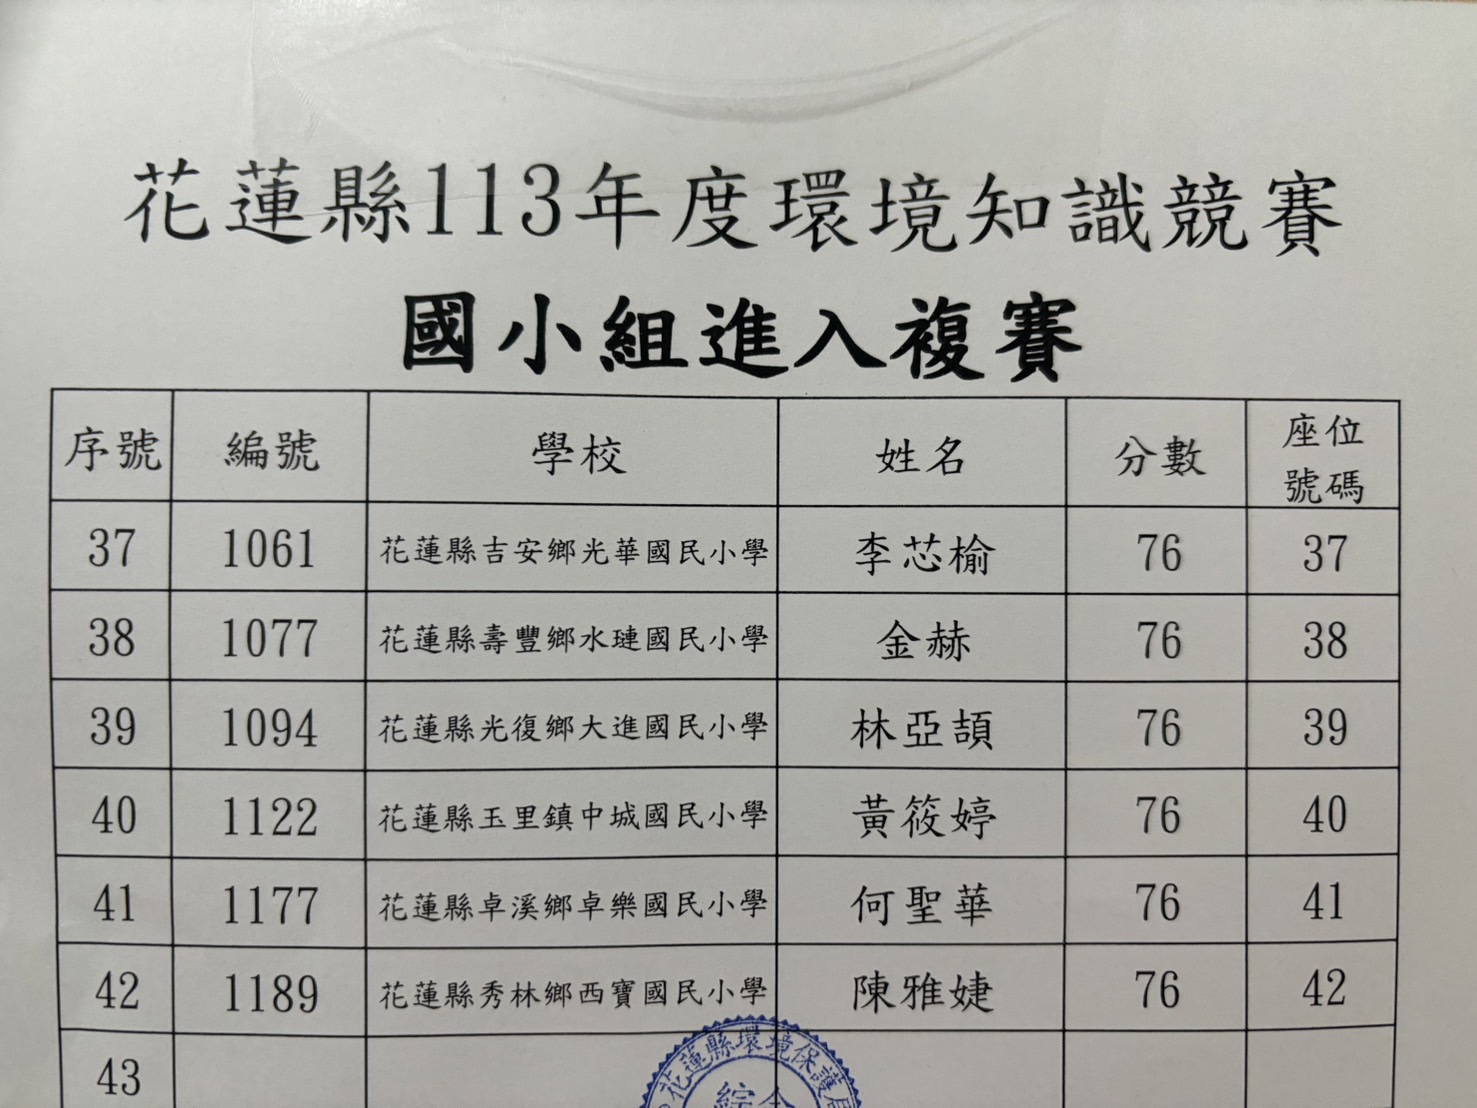 花蓮縣113年度環境知識競賽
國小組進入複賽
序號 編號 學校 姓名 分數 座位號碼
37 1061 花蓮縣吉安鄉光華國民小學 李芯榆 76 37
38 1077 花蓮縣壽豐鄉水璉國民小學 金赫 76 38
39 1094 花蓮縣光復鄉大進國民小學 林亞頡 76 39
40 1122 花蓮縣玉里鎮中城國民小學 黃筱婷 76 40
41 1177 花蓮縣卓溪鄉卓樂國民小學 何聖華 76 41
42 1189 花蓮縣秀林鄉西寶國民小學 陳雅婕 76 42
43
花蓮縣環境保護局
綜合